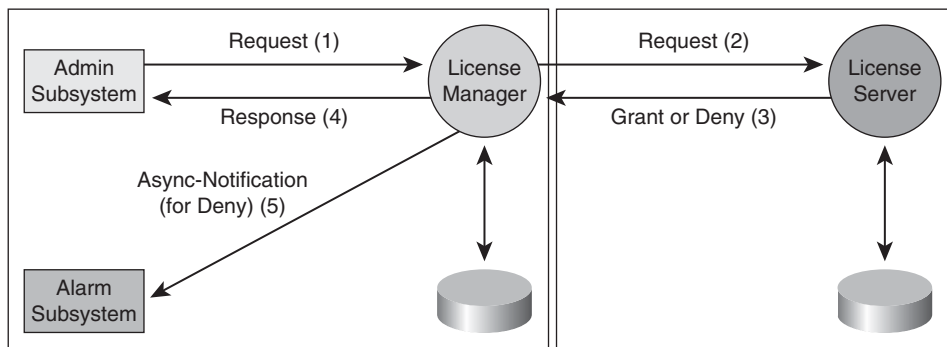 Request (1)
Request (2)
Admin
Subsystem
License
Manager
License
Server
Response (4)
Grant or Deny (3)
Async-Notification
(for Deny) (5)
Alarm
Subsystem